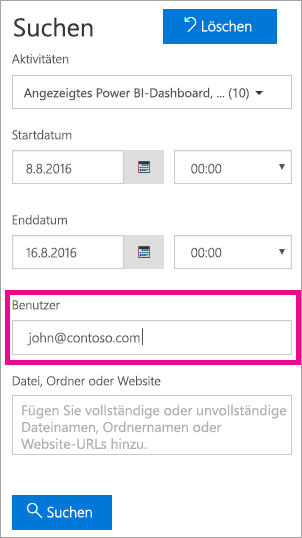 Suchen
Löschen
Aktivitäten
Angezeigtes Power BI-Dashboard, ... (10)
Startdatum
8.8.2016 00:00
Enddatum
16.8.2016 00:00
Benutzer
john@contoso.com
Datei, Ordner oder Website
Fügen Sie vollständige oder unvollständige
Dateinamen, Ordnernamen oder
Website-URLs hinzu.
Suchen